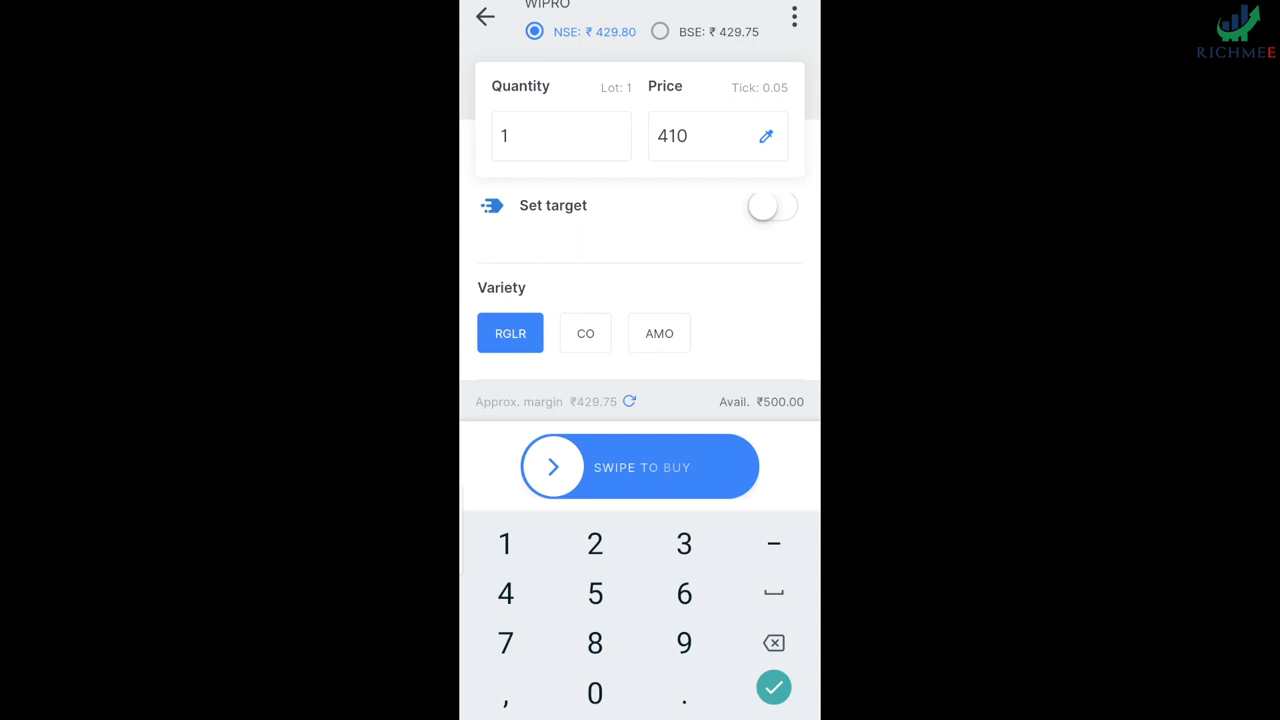 WIPRO
NSE: ₹ 429.80 BSE: ₹ 429.75
RICHMEE
Quantity Lot: 1 Price Tick: 0.05
1 410
Set target
Variety
RGLR CO AMO
Approx. margin ₹429.75 Avail. ₹500.00
SWIPE TO BUY
1 2 3 -
4 5 6
7 8 9
, 0 .